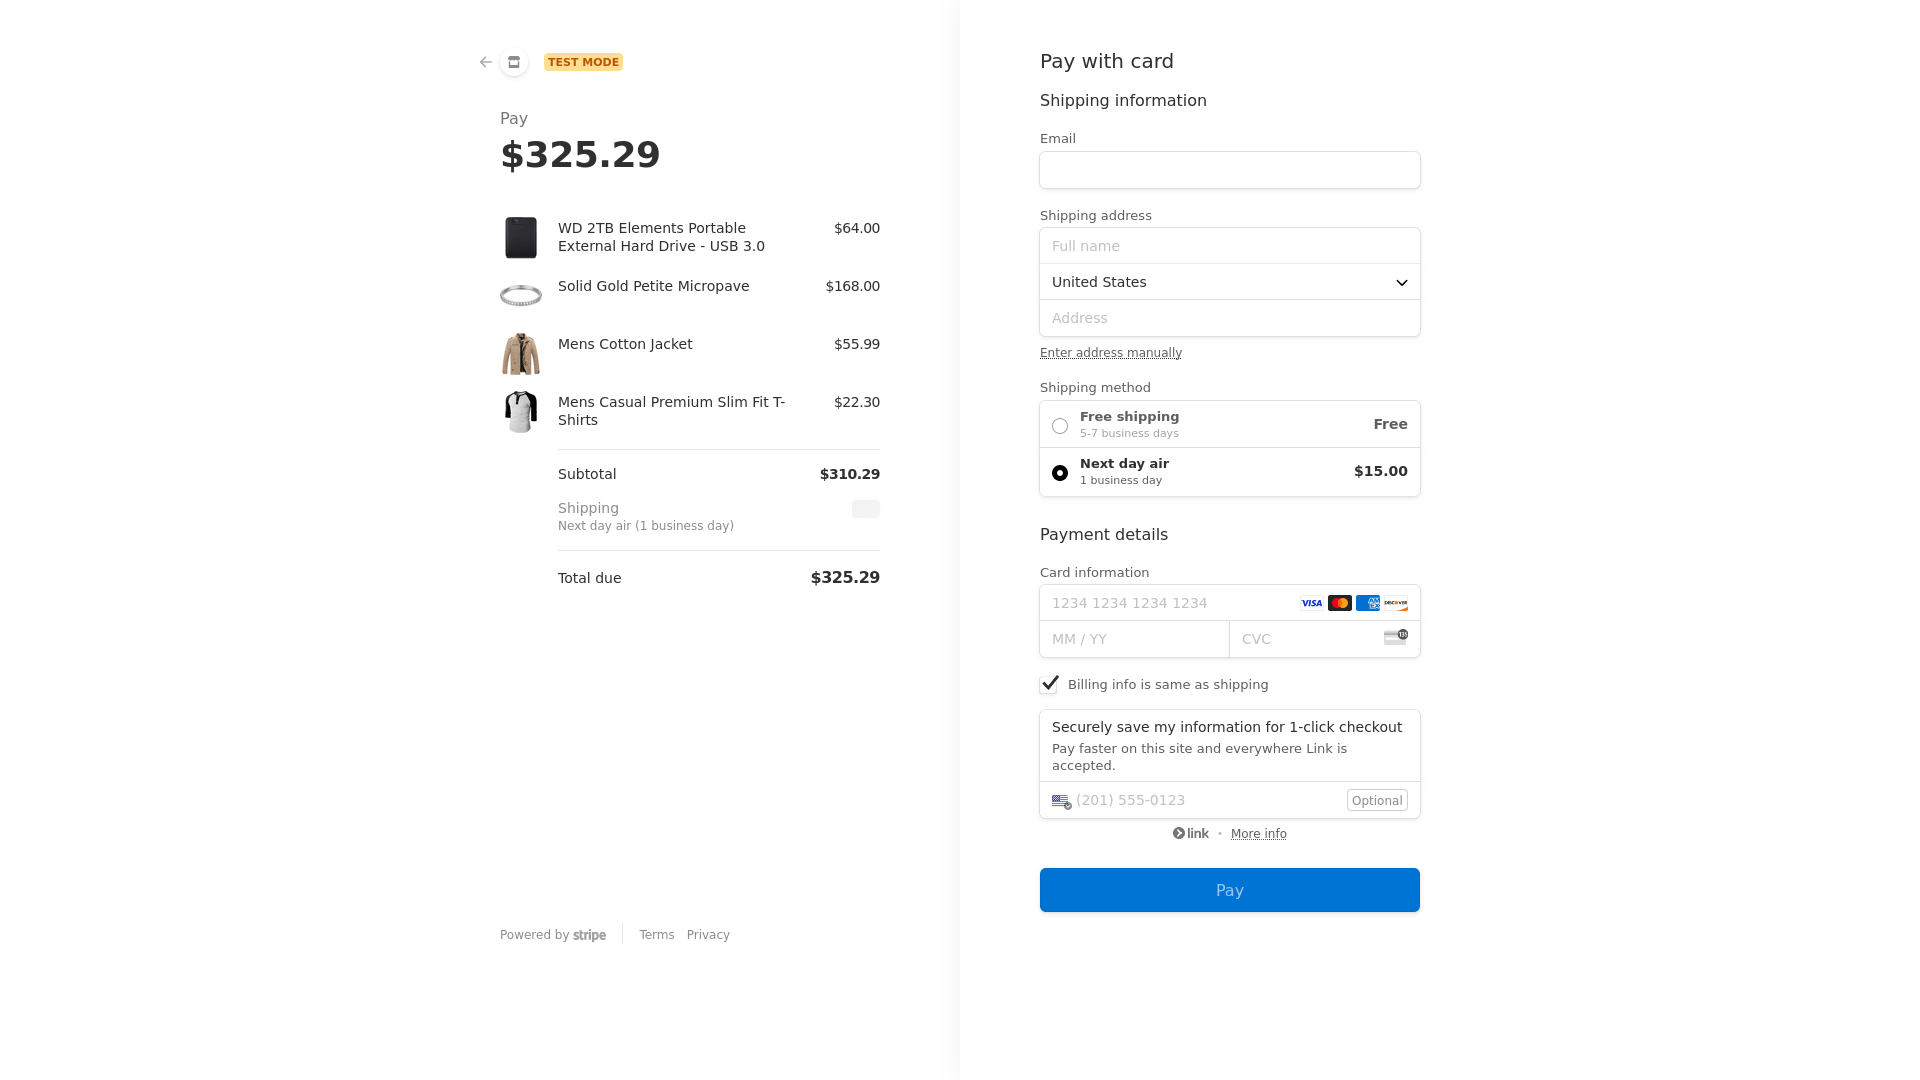 TEST MODE
Pay
$325.29
WD 2TB Elements Portable
External Hard Drive - USB 3.0
$64.00
Solid Gold Petite Micropave
$168.00
Mens Cotton Jacket
$55.99
Mens Casual Premium Slim Fit T-
Shirts
$22.30
Subtotal
$310.29
Shipping
Next day air (1 business day)
Total due
$325.29
Powered by stripe
Terms
Privacy
Pay with card
Shipping information
Email
Shipping address
Full name
United States
Address
Enter address manually
Shipping method
Free shipping
5-7 business days
Free
Next day air
1 business day
$15.00
Payment details
Card information
1234 1234 1234 1234
VISA
AM
EX
DISCOVER
MM / YY
CVC
135
Billing info is same as shipping
Securely save my information for 1-click checkout
Pay faster on this site and everywhere Link is
accepted.
(201) 555-0123
Optional
link
•
More info
Pay